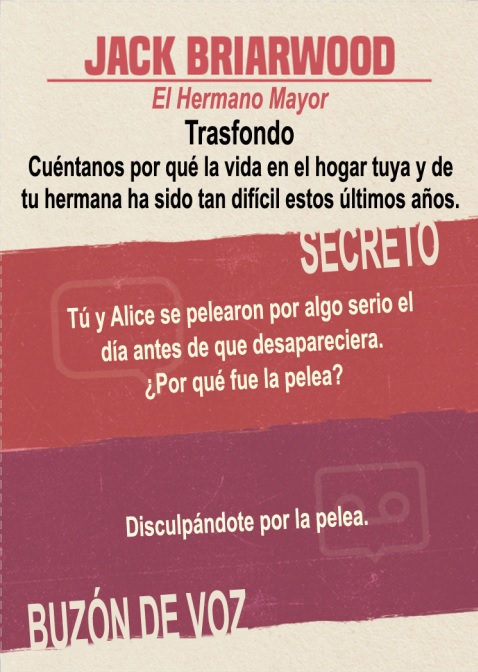 JACK BRIARWOOD
El Hermano Mayor
Trasfondo
Cuéntanos por qué la vida en el hogar tuya y de
tu hermana ha sido tan difícil estos últimos años.
SECRETO
Tú y Alice se pelearon por algo serio el
día antes de que desapareciera.
¿Por qué fue la pelea?
Disculpándote por la pelea.
BUZÓN DE VOZ